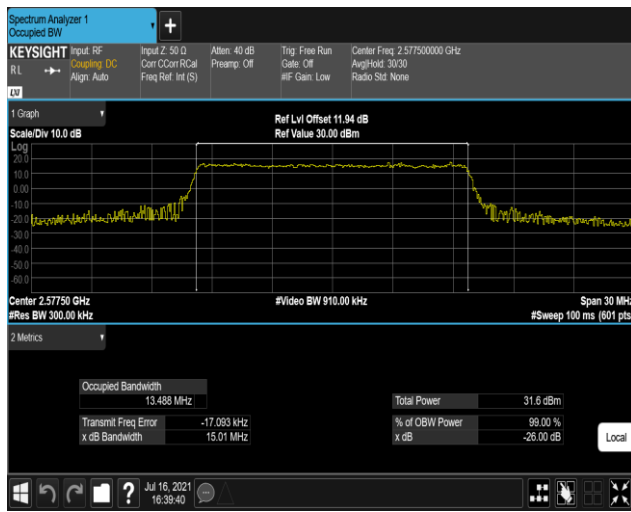 Spectrum Analyzer 1
Occupied BW
+
KEYSIGHT Input: RF Input Z: 50 Ω Atten: 40 dB Trig: Free Run Center Freq: 2.577500000 GHz
RL Coupling: DC Corr CCorr RCal Preamp: Off Gate: Off Avg|Hold: 30/30
Align: Auto Freq Ref: Int (S) #IF Gain: Low Radio Std: None
LXI
1 Graph
Ref Lvl Offset 11.94 dB
Scale/Div 10.0 dB Ref Value 30.00 dBm
Log
20.0
10.0
0.00
-10.0
-20.0
-30.0
-40.0
-50.0
-60.0
Center 2.57750 GHz #Video BW 910.00 kHz Span 30 MHz
#Res BW 300.00 kHz #Sweep 100 ms (601 pts
2 Metrics
Occupied Bandwidth
13.488 MHz Total Power 31.6 dBm
Transmit Freq Error -17.093 kHz % of OBW Power 99.00 %
x dB Bandwidth 15.01 MHz x dB -26.00 dB
Local
? Jul 16, 2021
16:39:40